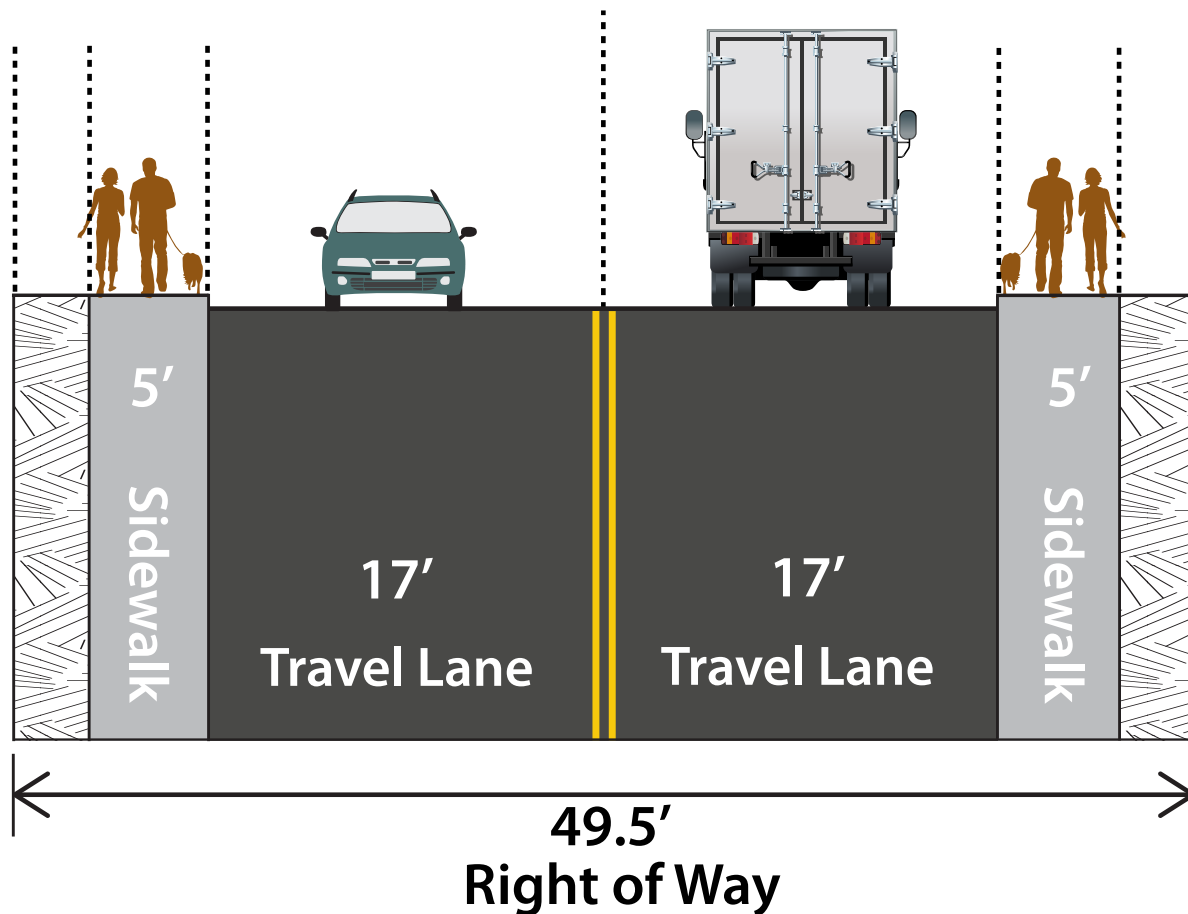 5′
Sidewalk
17′
Travel Lane
17′
Travel Lane
5′
Sidewalk
49.5′
Right of Way